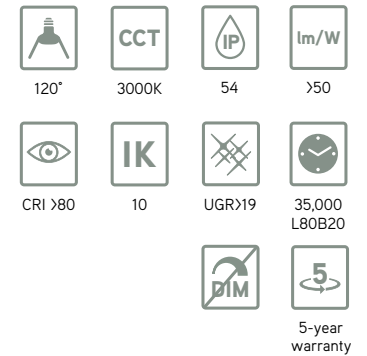 CCT
IP
lm/W
120°
3000K
54
>50
IK
CRI >80
10
UGR>19
35,000
L80B20
DIM
5
5-year
warranty